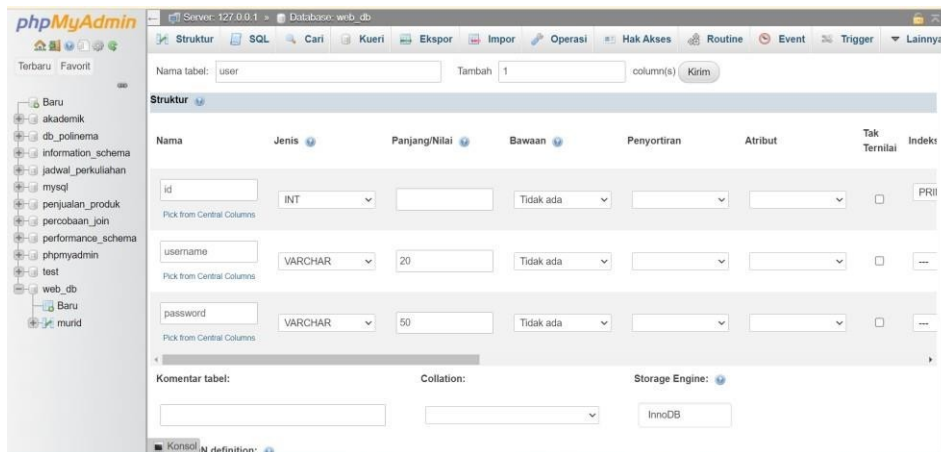 phpMyAdmin
Terbaru Favorit
Baru
akademik
db_polinema
information_schema
jadwal_perkuliahan
mysql
penjualan_produk
percobaan_join
performance_schema
phpmyadmin
test
web_db
Baru
murid
Server: 127.0.0.1 » Database: web_db
Struktur SQL Cari Kueri Ekspor Impor Operasi Hak Akses Routine Event Trigger Lainnya
Nama tabel: user Tambah 1 column(s) Kirim
Struktur
Nama Jenis Panjang/Nilai Bawaan Penyortiran Atribut Tak Ternilai Indeks
id INT Tidak ada PRI
Pick from Central Columns
username VARCHAR 20 Tidak ada ---
Pick from Central Columns
password VARCHAR 50 Tidak ada ---
Pick from Central Columns
Komentar tabel: Collation: Storage Engine:
InnoDB
Konsol N definition: